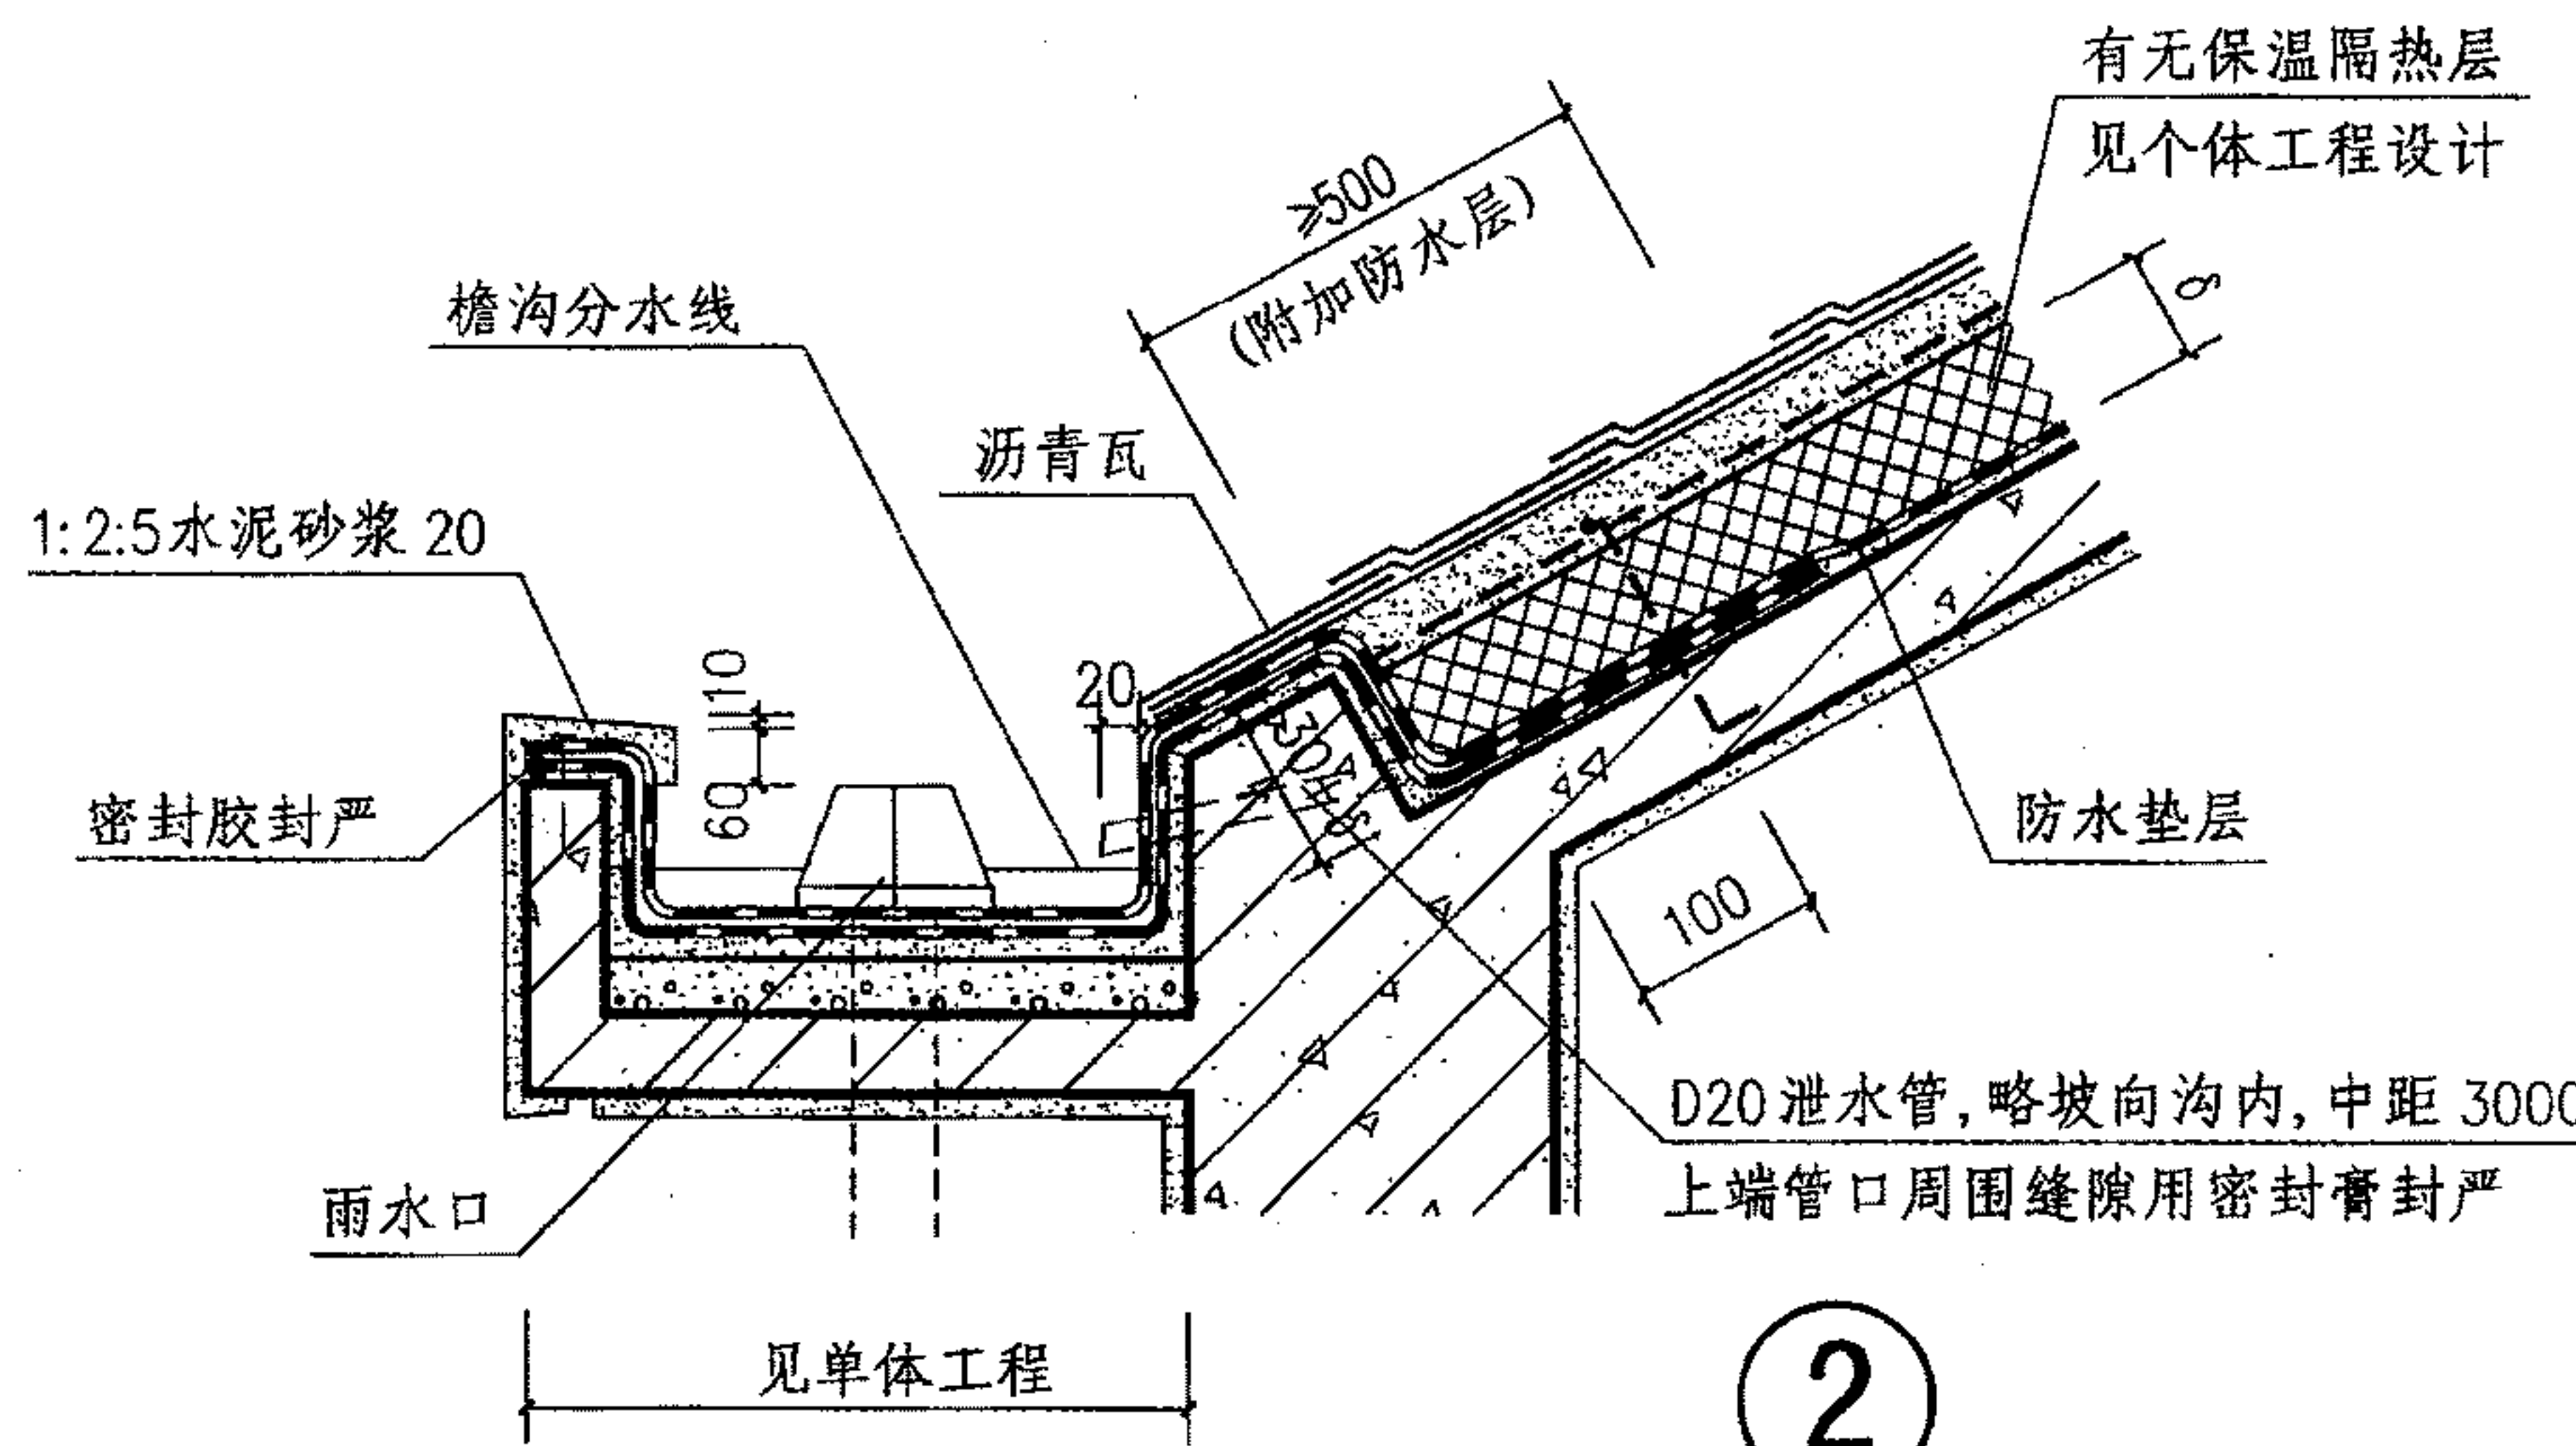 有无保温隔热层
见个体工程设计
≥500
(附加防水层)
δ
檐沟分水线
沥青瓦
1:2:5水泥砂浆 20
10
20
60
30
密封胶封严
防水垫层
100
D20泄水管,略坡向沟内,中距 3000
上端管口周围缝隙用密封膏封严
雨水口
见单体工程
2